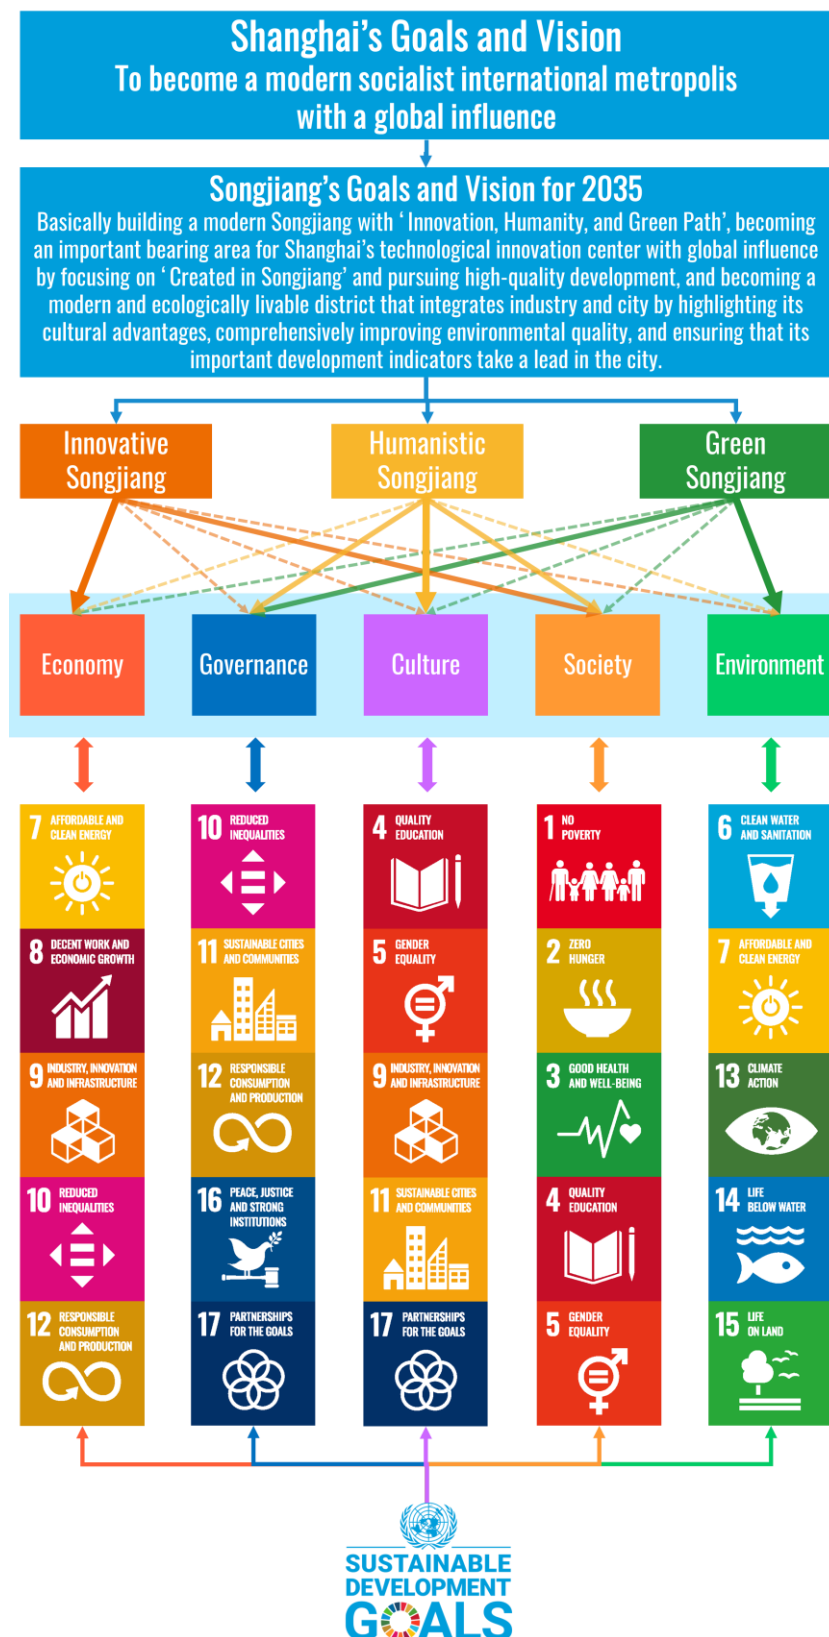 Shanghai's Goals and Vision
To become a modern socialist international metropolis
with a global influence
Songjiang's Goals and Vision for 2035
Basically building a modern Songjiang with ‘ Innovation, Humanity, and Green Path’, becoming
an important bearing area for Shanghai's technological innovation center with global influence
by focusing on ‘ Created in Songjiang’ and pursuing high-quality development, and becoming a
modern and ecologically livable district that integrates industry and city by highlighting its
cultural advantages, comprehensively improving environmental quality, and ensuring that its
important development indicators take a lead in the city.
Innovative
Songjiang
Humanistic
Songjiang
Green
Songjiang
Economy
Governance
Culture
Society
Environment
7 AFFORDABLE AND
CLEAN ENERGY
8 DECENT WORK AND
ECONOMIC GROWTH
9 INDUSTRY, INNOVATION
AND INFRASTRUCTURE
10 REDUCED
INEQUALITIES
12 RESPONSIBLE
CONSUMPTION
AND PRODUCTION
10 REDUCED
INEQUALITIES
11 SUSTAINABLE CITIES
AND COMMUNITIES
12 RESPONSIBLE
CONSUMPTION
AND PRODUCTION
16 PEACE, JUSTICE
AND STRONG
INSTITUTIONS
17 PARTNERSHIPS
FOR THE GOALS
4 QUALITY
EDUCATION
5 GENDER
EQUALITY
9 INDUSTRY, INNOVATION
AND INFRASTRUCTURE
11 SUSTAINABLE CITIES
AND COMMUNITIES
17 PARTNERSHIPS
FOR THE GOALS
1 NO
POVERTY
2 ZERO
HUNGER
3 GOOD HEALTH
AND WELL-BEING
4 QUALITY
EDUCATION
5 GENDER
EQUALITY
6 CLEAN WATER
AND SANITATION
7 AFFORDABLE AND
CLEAN ENERGY
13 CLIMATE
ACTION
14 LIFE
BELOW WATER
15 LIFE
ON LAND
SUSTAINABLE
DEVELOPMENT
GOALS